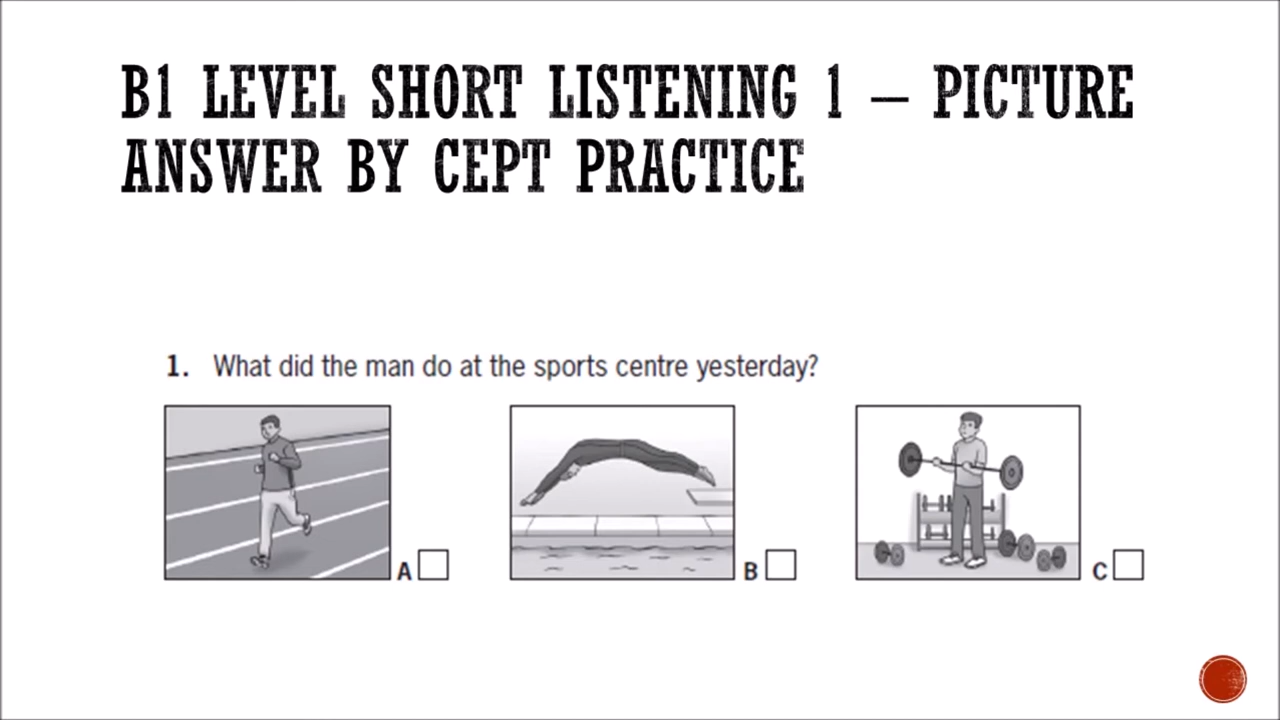 B1 LEVEL SHORT LISTENING 1 – PICTURE
ANSWER BY CEPT PRACTICE
1. What did the man do at the sports centre yesterday?
A
B
C